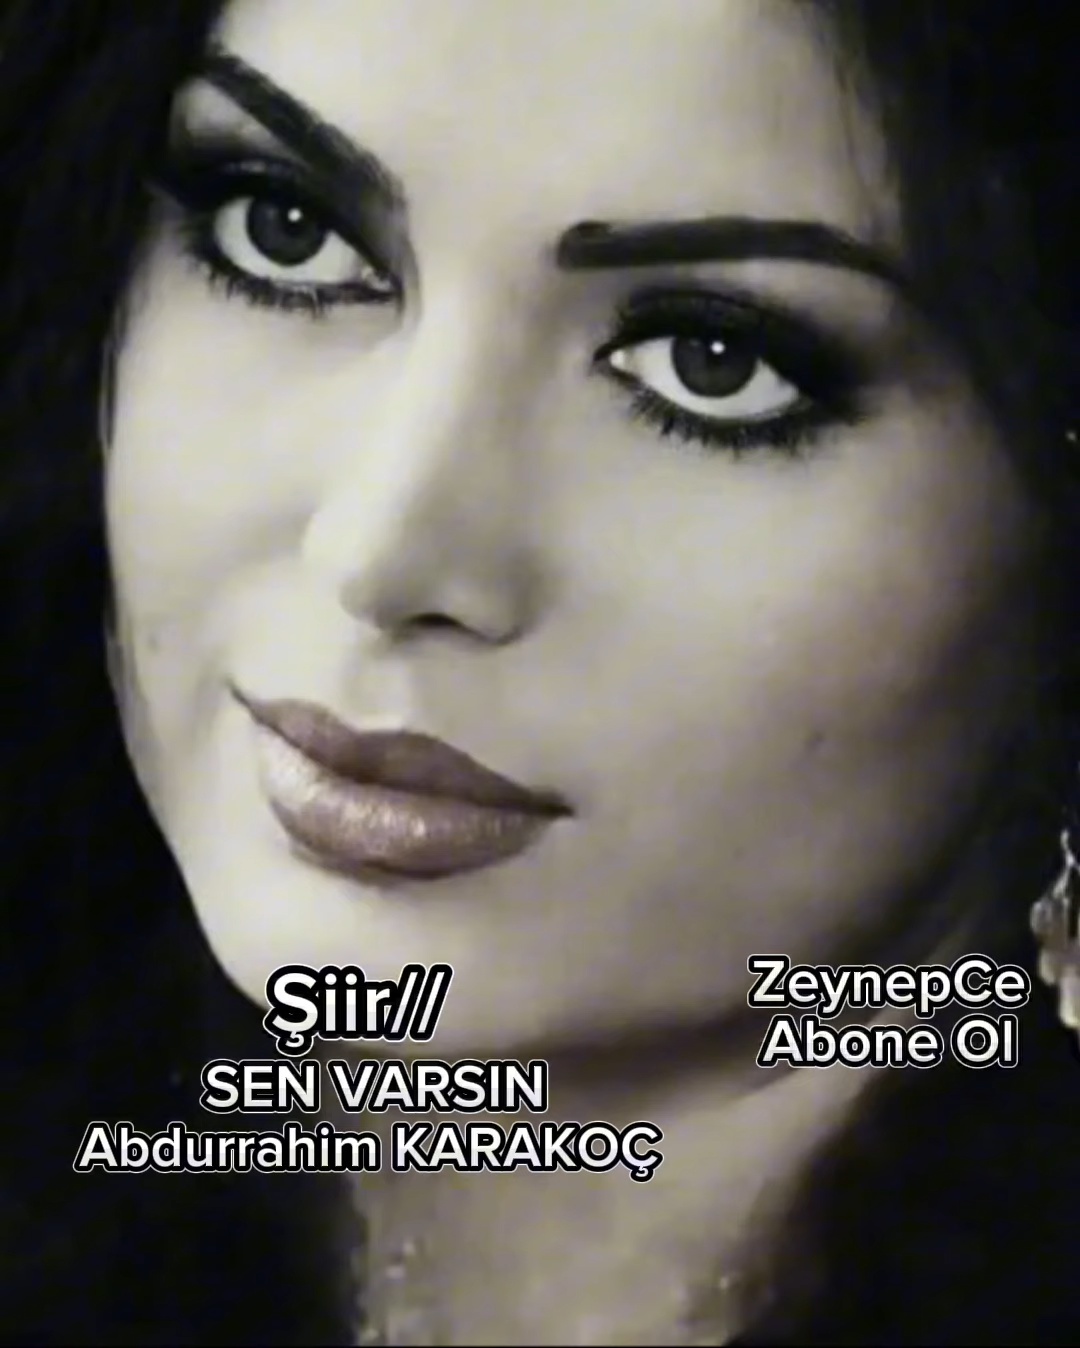 Şiir//
SEN VARSIN
Abdurrahim KARAKOÇ
ZeynepCe
Abone Ol